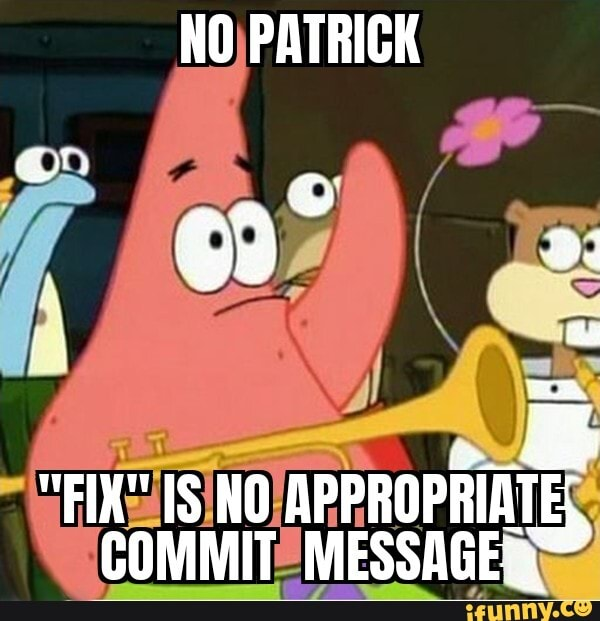 NO PATRICK
"FIX" IS NO APPROPRIATE
COMMIT MESSAGE
ifunny.co